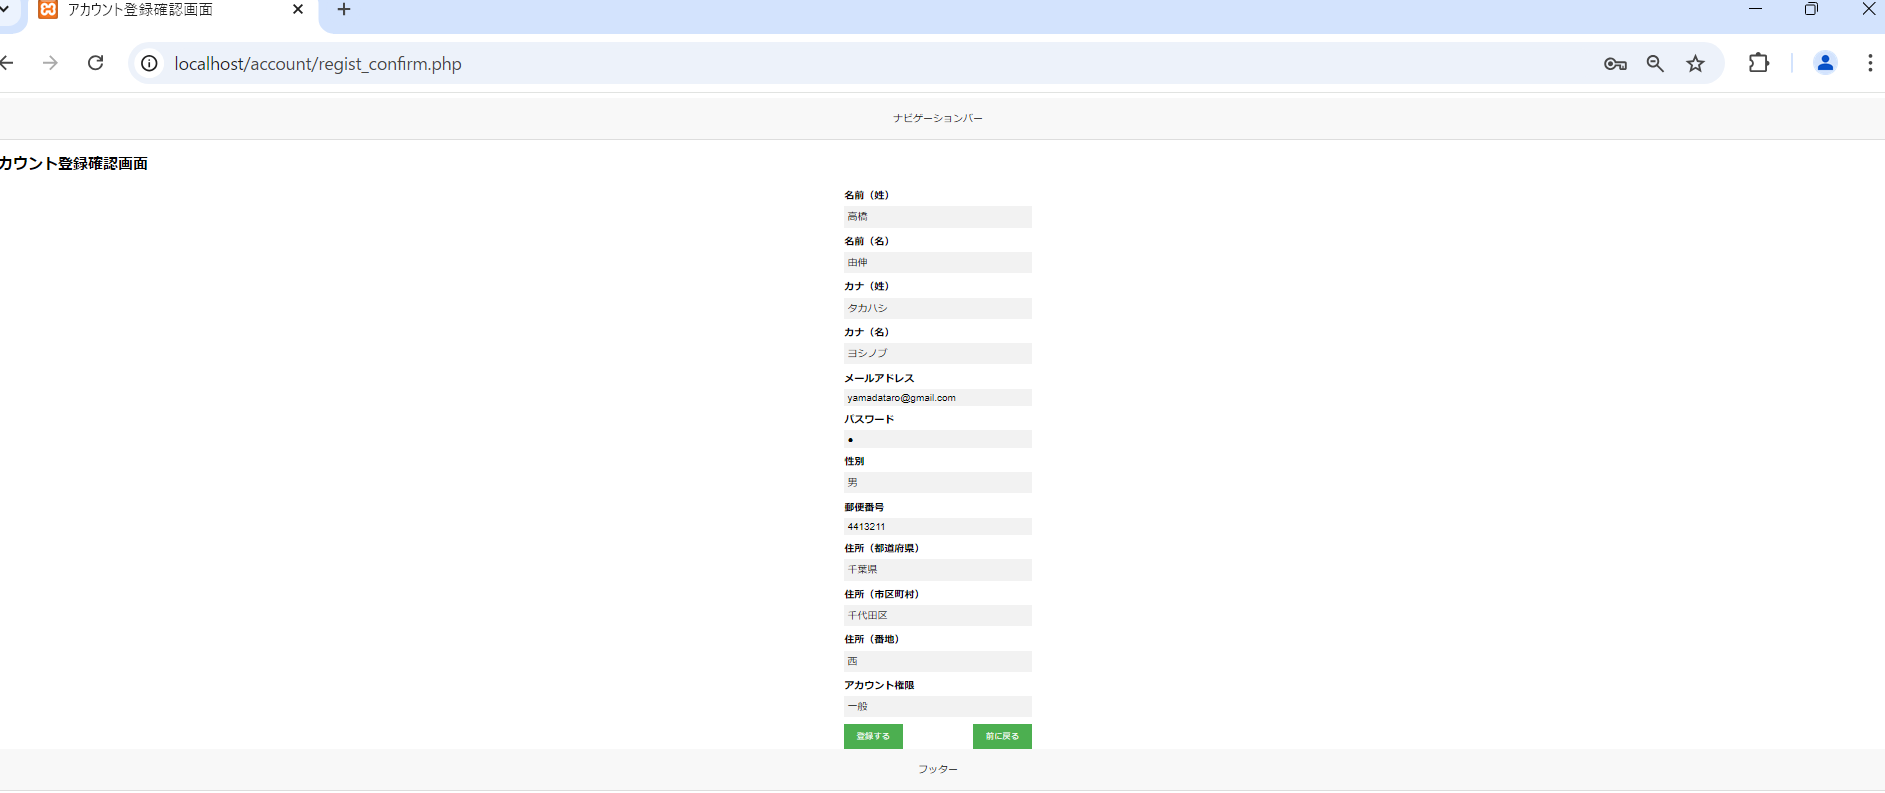 アカウント登録確認画面
localhost/account/regist_confirm.php
ナビゲーションバー
カウント登録確認画面
名前（姓）
高橋
名前（名）
由伸
カナ（姓）
タカハシ
カナ（名）
ヨシノブ
メールアドレス
yamadataro@gmail.com
パスワード
●
性別
男
郵便番号
4413211
住所（都道府県）
千葉県
住所（市区町村）
千代田区
住所（番地）
西
アカウント権限
一般
登録する 前に戻る
フッター